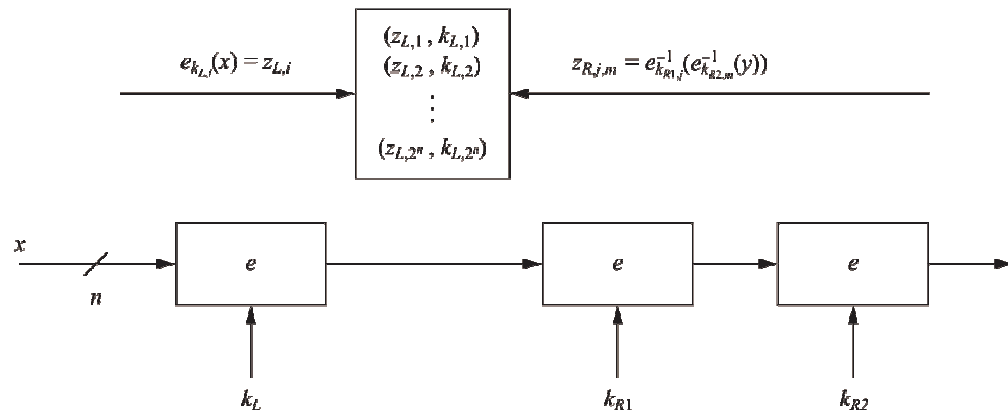 (z_{L,1} , k_{L,1})
e_{k_{L,i}}(x) = z_{L,i}
(z_{L,2} , k_{L,2})
z_{R,j,m} = e^{-1}_{k_{R1,j}}(e^{-1}_{k_{R2,m}}(y))
⋮
(z_{L,2^n} , k_{L,2^n})
x
n
e
e
e
k_L
k_{R1}
k_{R2}